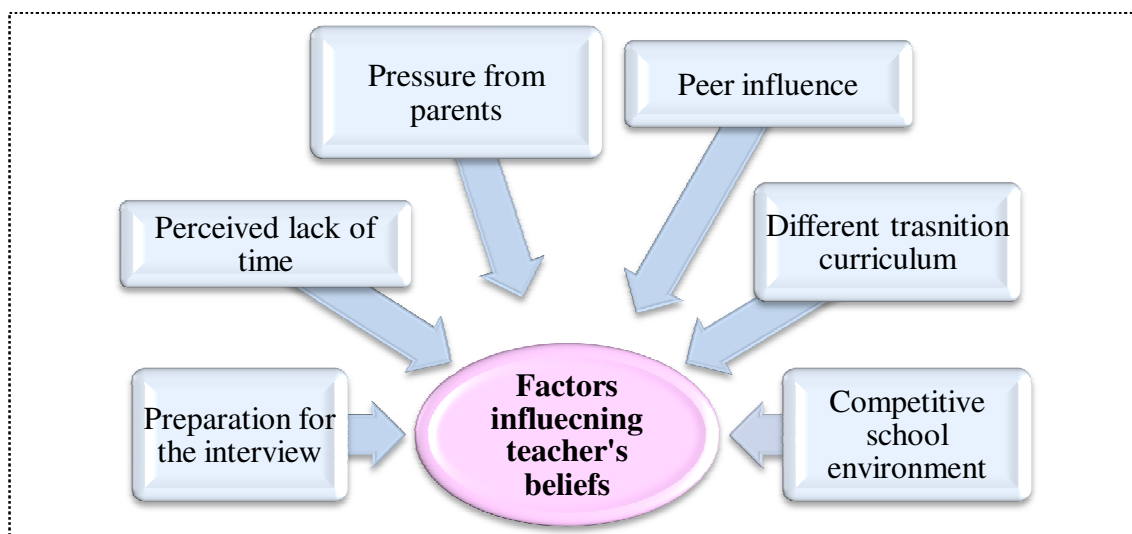 Pressure from
parents
Peer influence
Perceived lack of
time
Different trasnition
curriculum
Preparation for
the interview
Factors
influecning
teacher's
beliefs
Competitive
school
environment